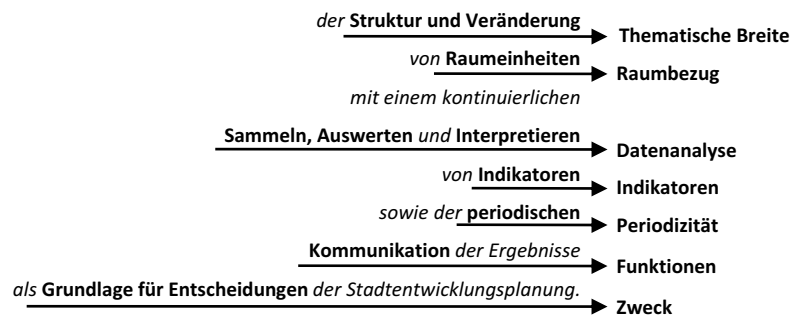 der Struktur und Veränderung Thematische Breite
von Raumeinheiten Raumbezug
mit einem kontinuierlichen
Sammeln, Auswerten und Interpretieren Datenanalyse
von Indikatoren Indikatoren
sowie der periodischen Periodizität
Kommunikation der Ergebnisse Funktionen
als Grundlage für Entscheidungen der Stadtentwicklungsplanung. Zweck